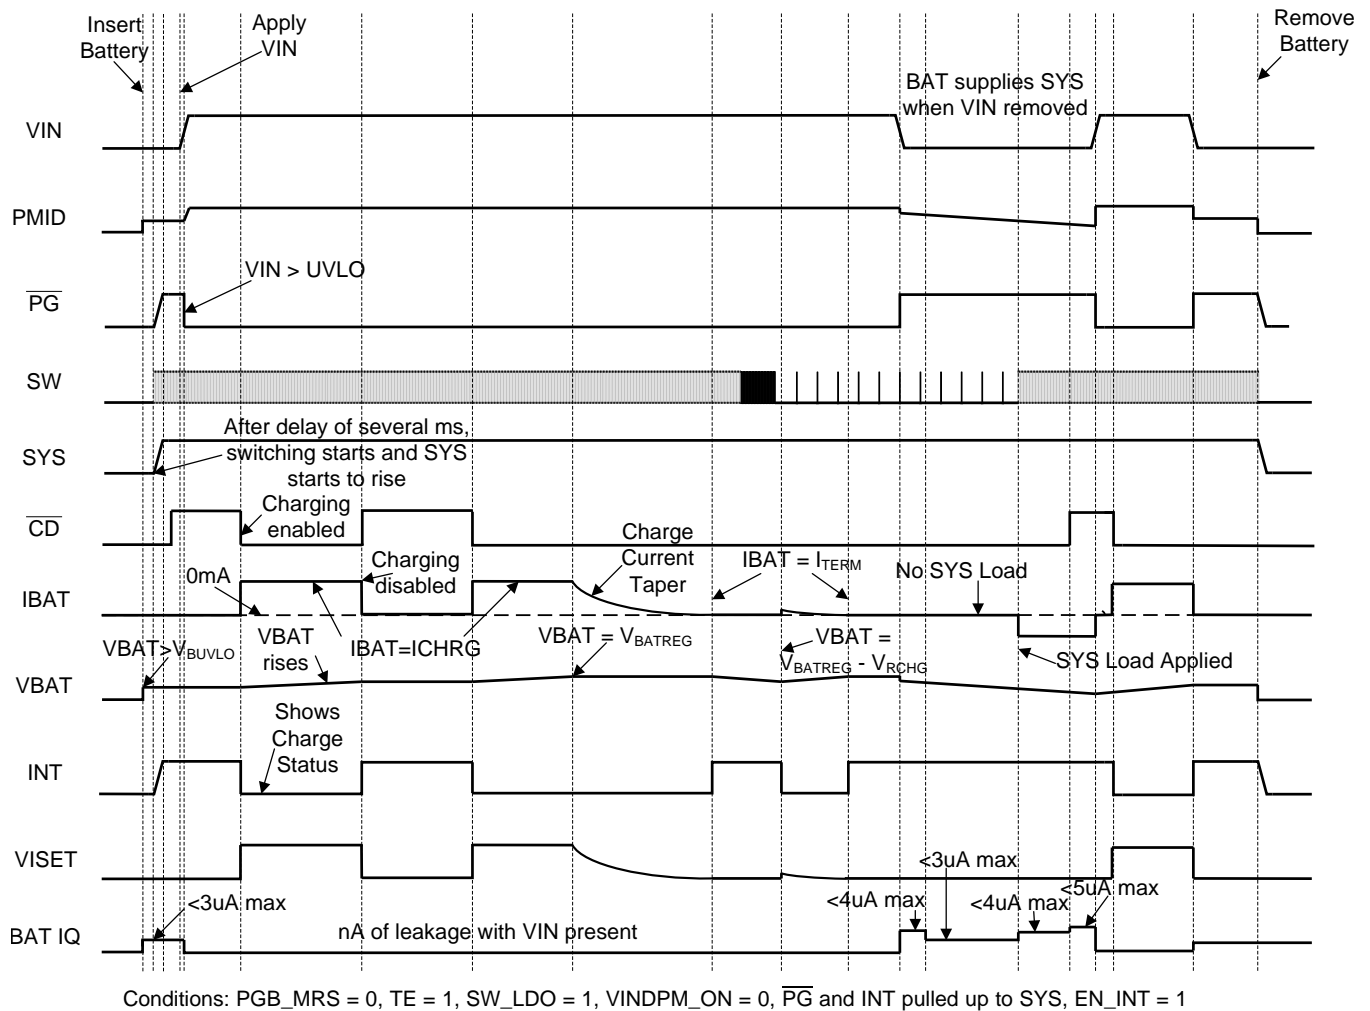 Insert
Battery
Apply
VIN
Remove
Battery
BAT supplies SYS
when VIN removed
VIN
PMID
VIN > UVLO
PG
SW
After delay of several ms,
switching starts and SYS
starts to rise
SYS
Charging
enabled
CD
Charging
disabled
Charge
Current
Taper
IBAT = ITERM
No SYS Load
0mA
IBAT
VBAT>VBUVLO
VBAT
rises
IBAT=ICHRG
VBAT = VBATREG
VBAT =
VBATREG - VRCHG
SYS Load Applied
VBAT
Shows
Charge
Status
INT
VISET
<3uA max
<4uA max
<3uA max
<4uA max
<5uA max
BAT IQ
nA of leakage with VIN present
Conditions: PGB_MRS = 0, TE = 1, SW_LDO = 1, VINDPM_ON = 0, PG and INT pulled up to SYS, EN_INT = 1